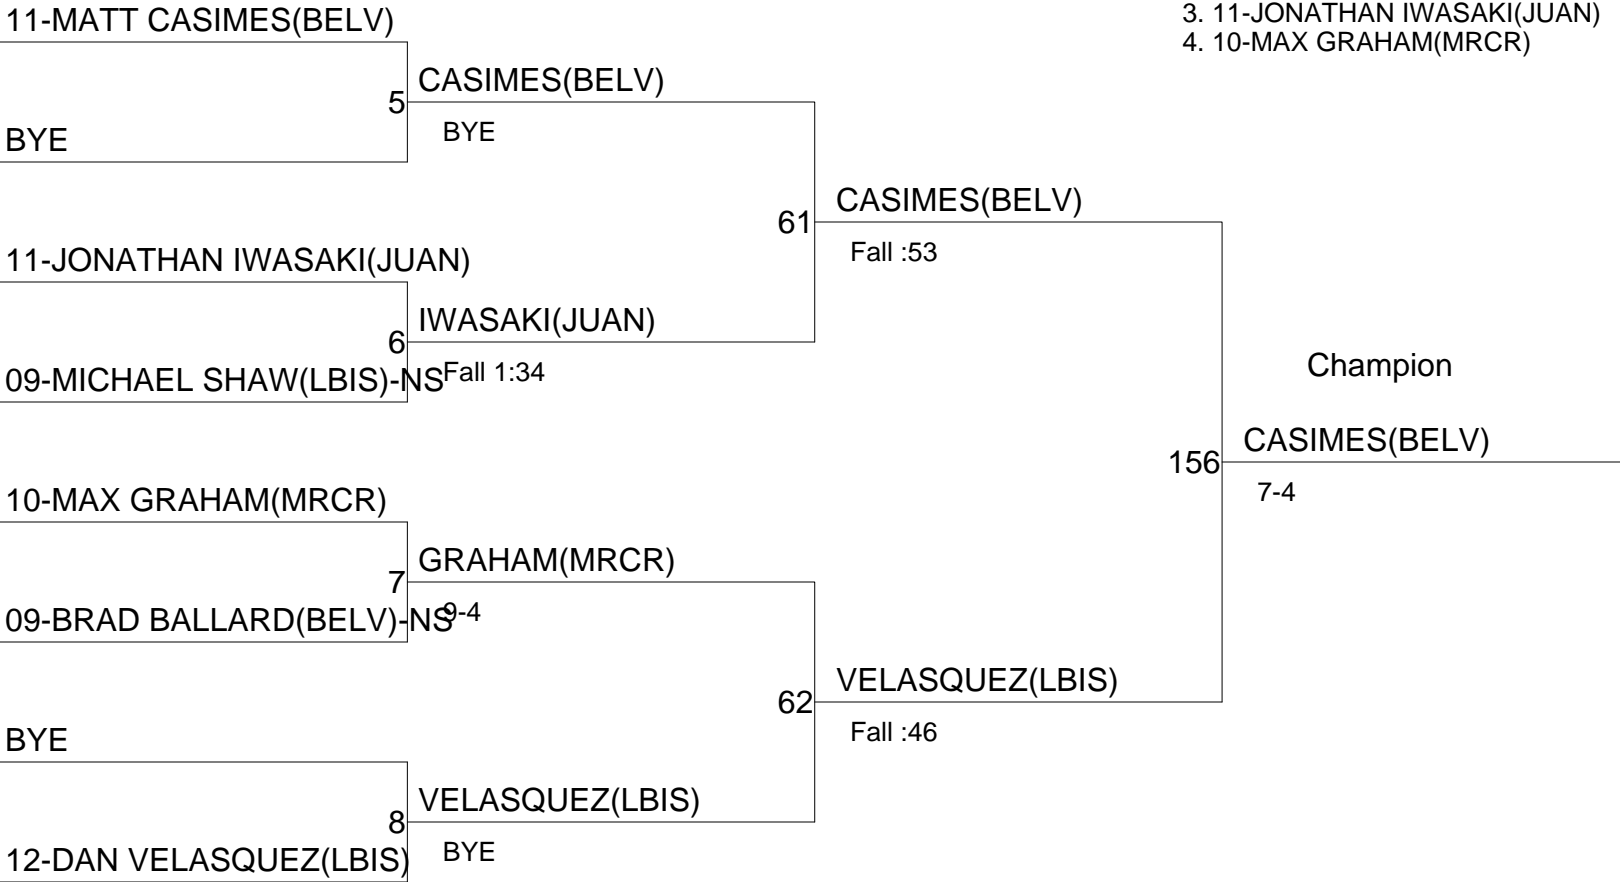 3. 11-JONATHAN IWASAKI(JUAN)
4. 10-MAX GRAHAM(MRCR)
11-MATT CASIMES(BELV)
5
CASIMES(BELV)
BYE
BYE
61
CASIMES(BELV)
Fall :53
11-JONATHAN IWASAKI(JUAN)
6
IWASAKI(JUAN)
Fall 1:34
09-MICHAEL SHAW(LBIS)-NS
Champion
156
CASIMES(BELV)
7-4
10-MAX GRAHAM(MRCR)
7
GRAHAM(MRCR)
9-4
09-BRAD BALLARD(BELV)-NS
62
VELASQUEZ(LBIS)
Fall :46
BYE
8
VELASQUEZ(LBIS)
BYE
12-DAN VELASQUEZ(LBIS)